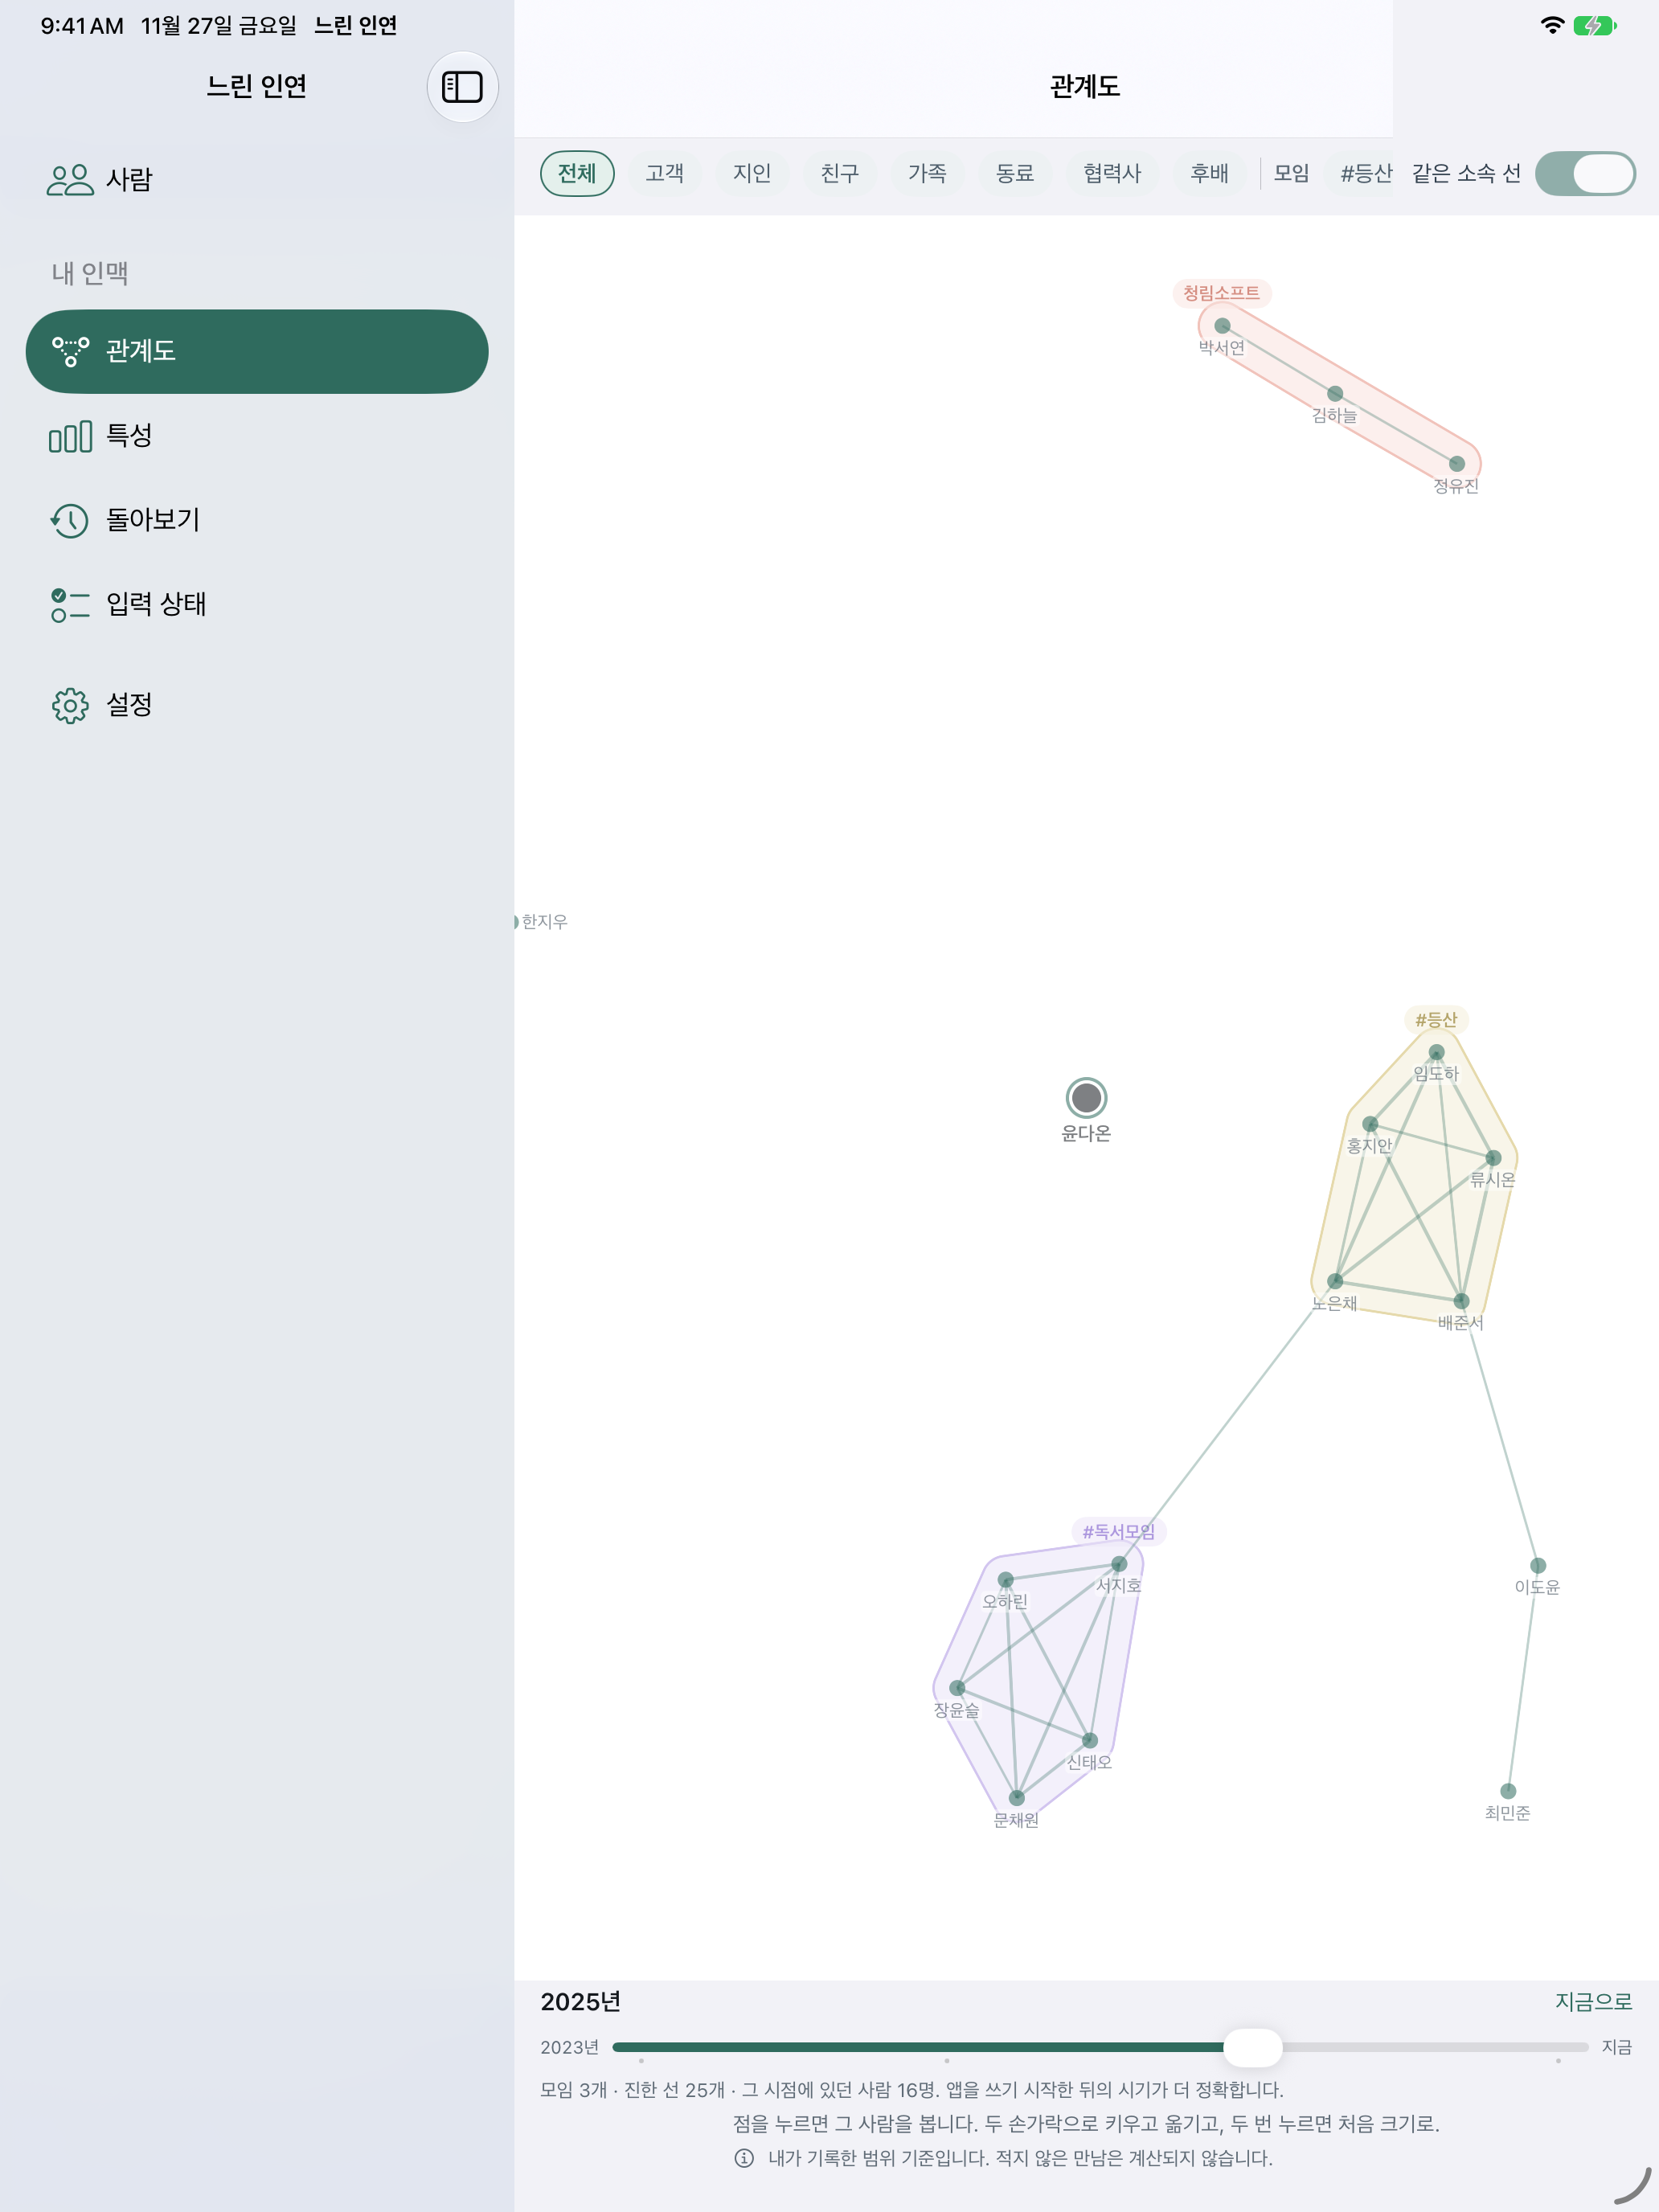 9:41 AM 11월 27일 금요일 느린 인연
느린 인연
관계도
사람
내 인맥
관계도
특성
돌아보기
입력 상태
설정
전체 고객 지인 친구 가족 동료 협력사 후배 모임 #등산 같은 소속 선
청림소프트
박서연
김하늘
정유진
한지우
#등산
임도하
윤다온
홍지안
류시온
노은채
배준서
#독서모임
이도윤
서지호
오하린
장윤슬
신태오
최민준
문채원
2025년 지금으로
2023년 지금
모임 3개 · 진한 선 25개 · 그 시점에 있던 사람 16명. 앱을 쓰기 시작한 뒤의 시기가 더 정확합니다.
점을 누르면 그 사람을 봅니다. 두 손가락으로 키우고 옮기고, 두 번 누르면 처음 크기로.
내가 기록한 범위 기준입니다. 적지 않은 만남은 계산되지 않습니다.